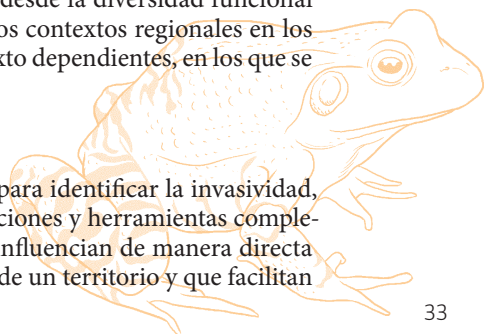 desde la diversidad funcional
os contextos regionales en los
xto dependientes, en los que se
para identificar la invasividad,
ciones y herramientas comple-
nfluencian de manera directa
de un territorio y que facilitan
33